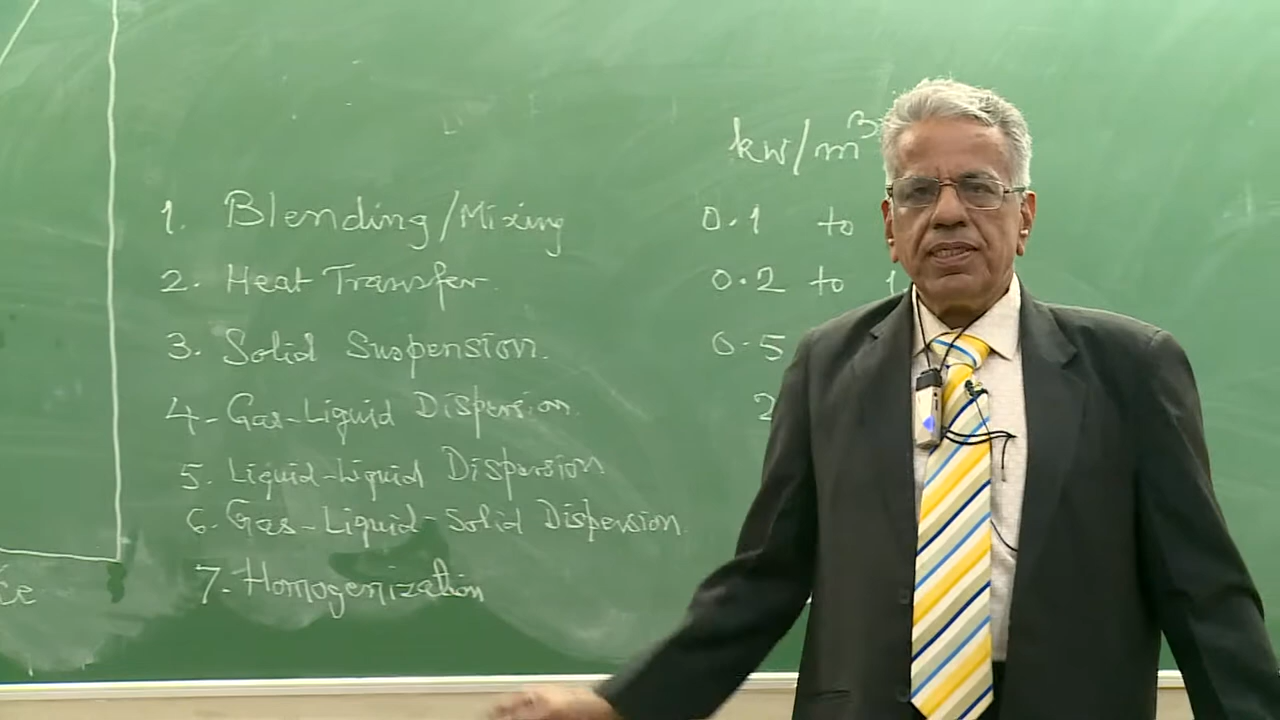 kw/m³
1. Blending/Mixing 0.1 to
2. Heat Transfer. 0.2 to 1
3. Solid Suspension. 0.5
4. Gas-Liquid Dispersion. 2
5. Liquid-Liquid Dispersion
6. Gas-Liquid-Solid Dispersion.
7. Homogenization